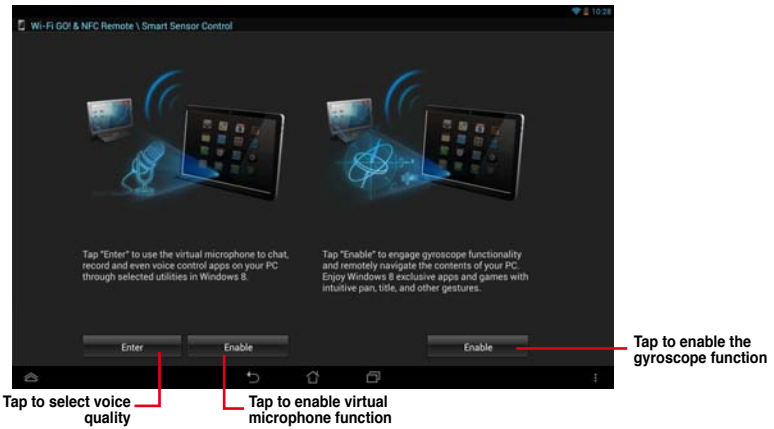 10:28
Wi-Fi GO! & NFC Remote \ Smart Sensor Control
Tap "Enter" to use the virtual microphone to chat,
record and even voice control apps on your PC
through selected utilities in Windows 8.
Tap "Enable" to engage gyroscope functionality
and remotely navigate the contents of your PC.
Enjoy Windows 8 exclusive apps and games with
intuitive pan, title, and other gestures.
Enter
Enable
Enable
Tap to enable the
gyroscope function
Tap to select voice
quality
Tap to enable virtual
microphone function